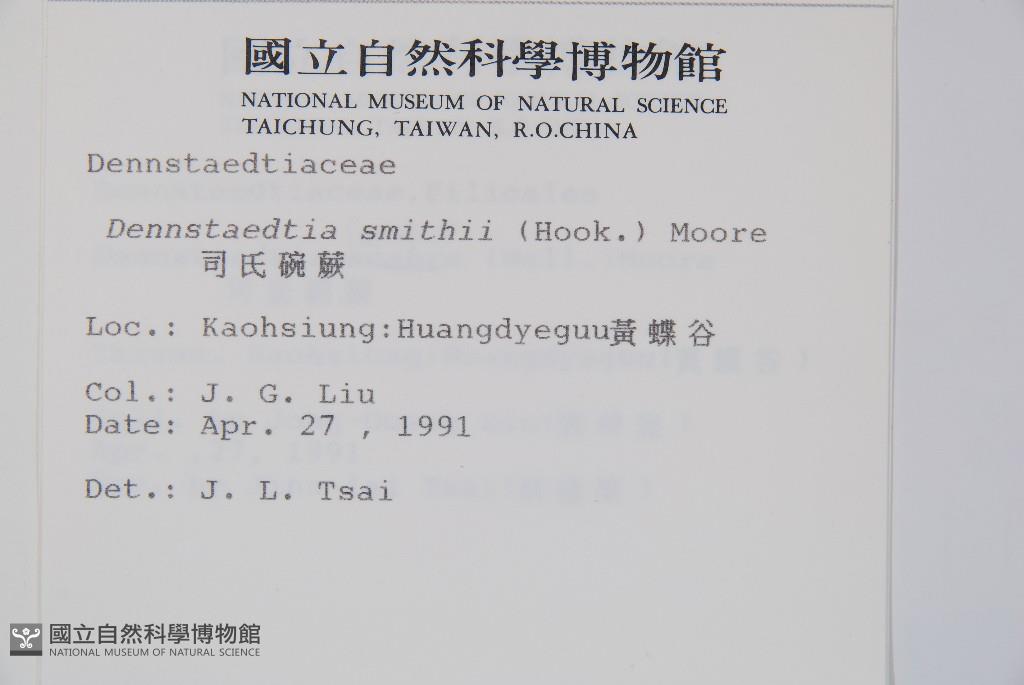 國立自然科學博物館
NATIONAL MUSEUM OF NATURAL SCIENCE
TAICHUNG, TAIWAN, R.O.CHINA
Dennstaedtiaceae
Dennstaedtia smithii (Hook.) Moore
司氏碗蕨
Loc.: Kaohsiung:Huangdyeguu黃蝶谷
Col.: J. G. Liu
Date: Apr. 27 , 1991
Det.: J. L. Tsai
國立自然科學博物館
NATIONAL MUSEUM OF NATURAL SCIENCE